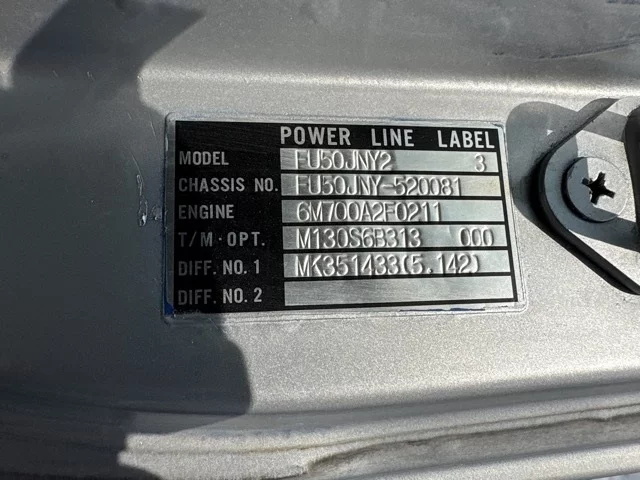 POWER LINE LABEL
MODEL FU50JNY2 3
CHASSIS NO. FU50JNY-520081
ENGINE 6M700A2F0211
T/M·OPT. M130S6B313 000
DIFF. NO. 1 MK351433(5.142)
DIFF. NO. 2